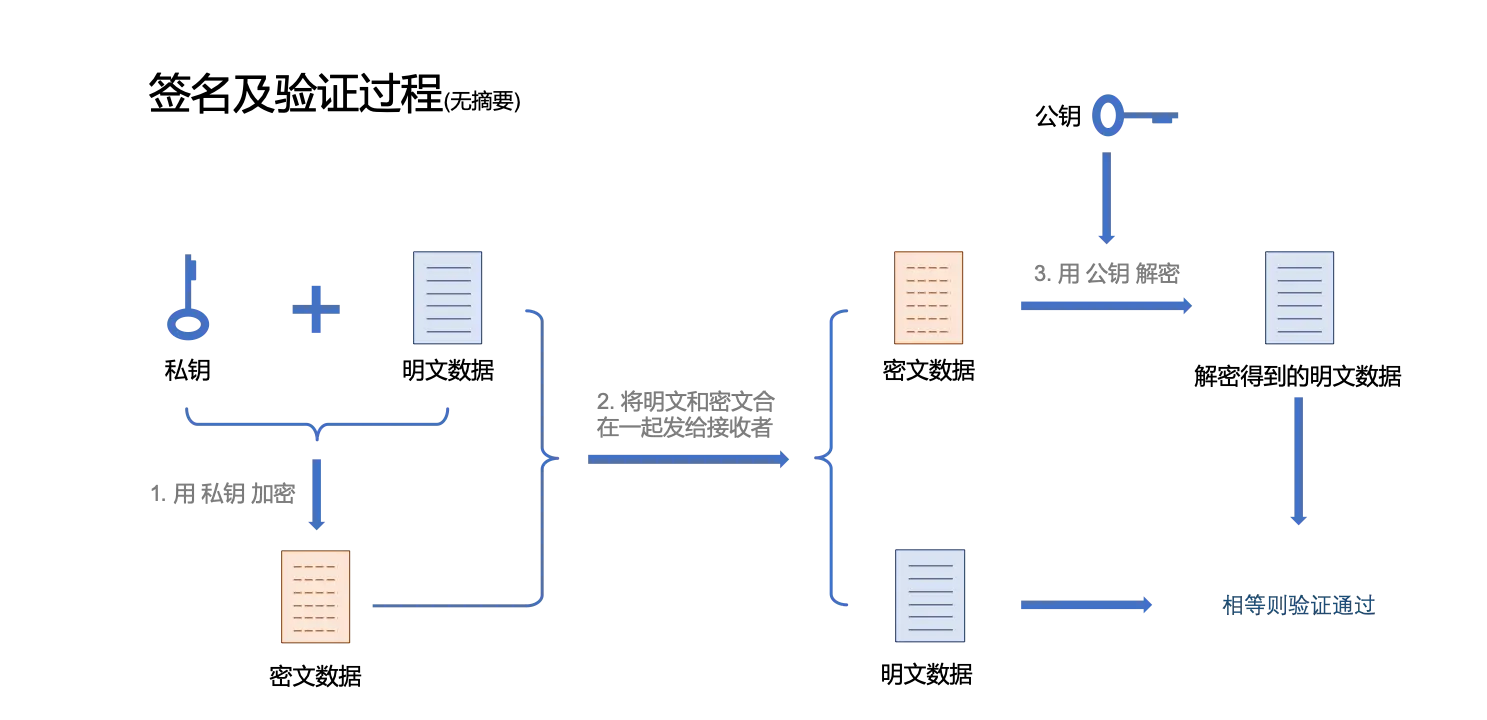 签名及验证过程(无摘要)
公钥
3. 用 公钥 解密
私钥
明文数据
密文数据
解密得到的明文数据
2. 将明文和密文合
在一起发给接收者
1. 用 私钥 加密
相等则验证通过
密文数据
明文数据